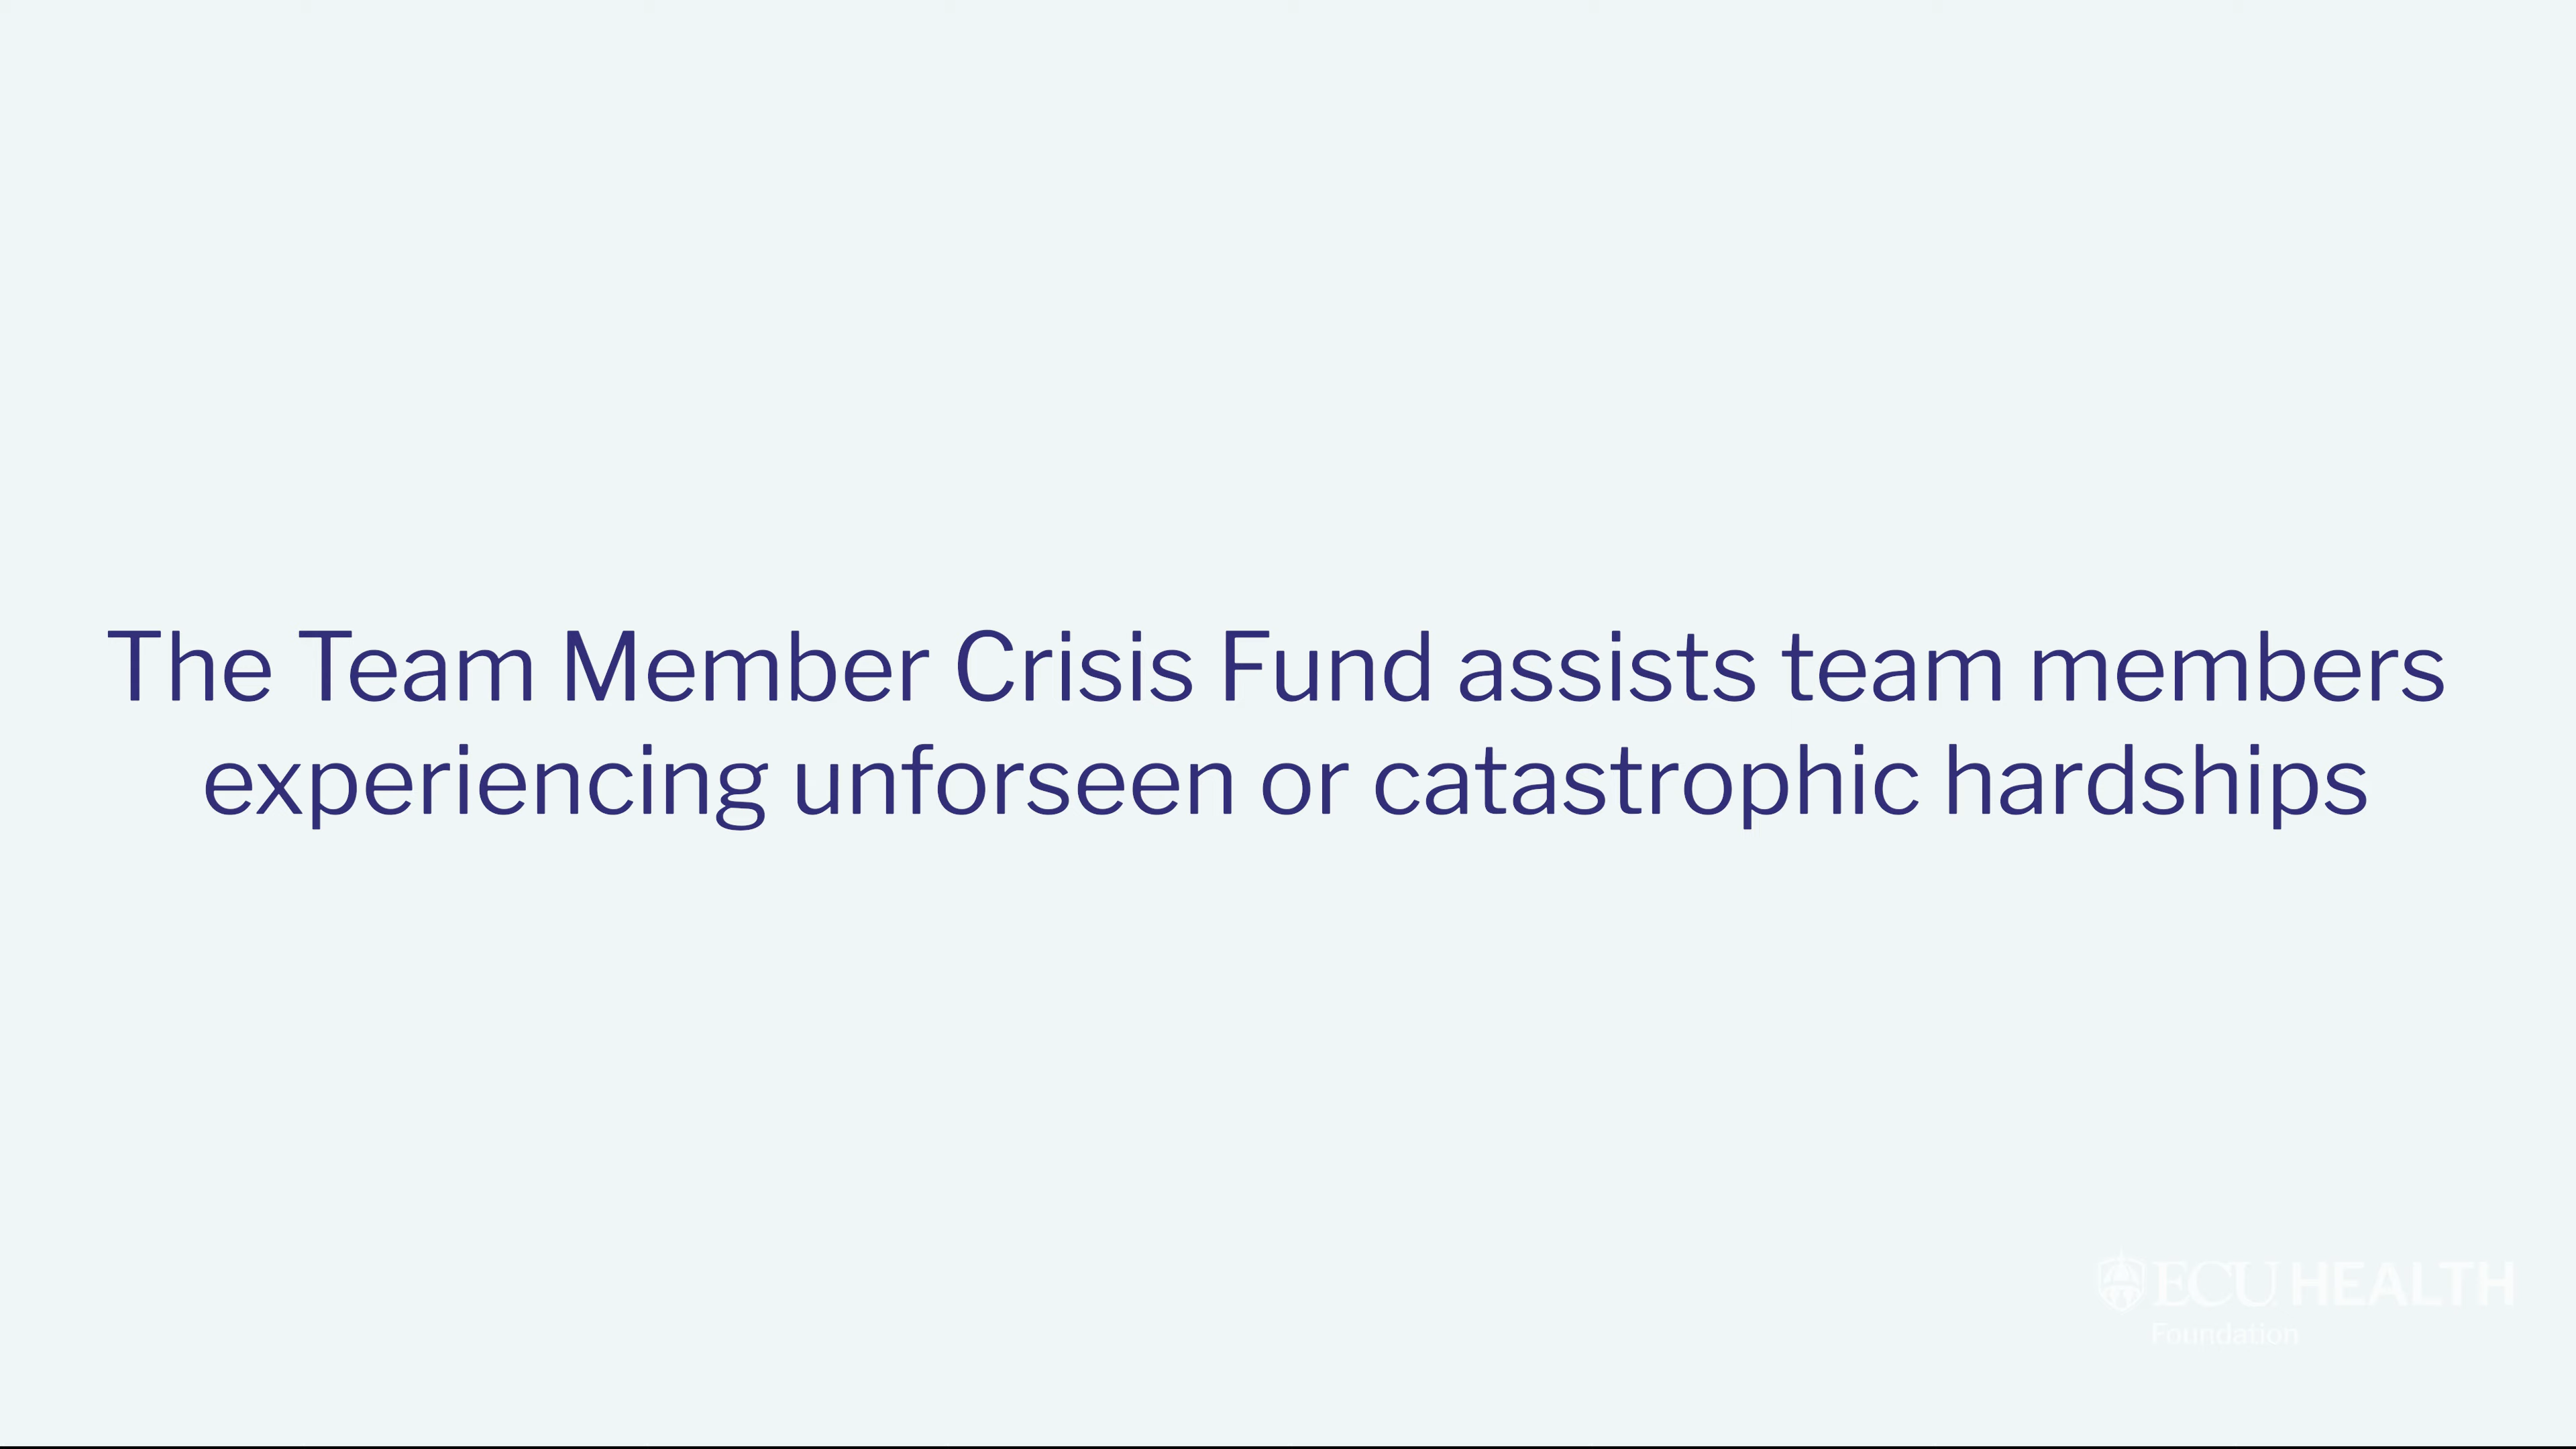 The Team Member Crisis Fund assists team members
experiencing unforseen or catastrophic hardships
ECU HEALTH
Foundation